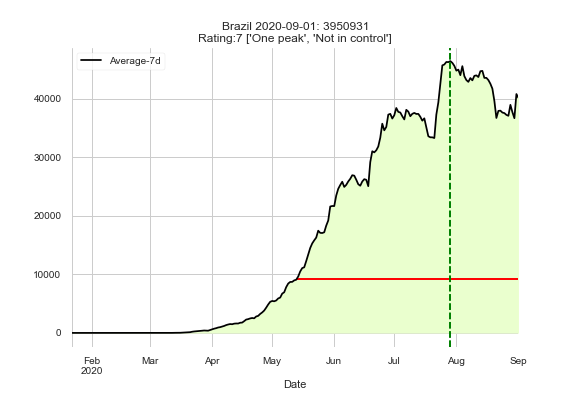 Brazil 2020-09-01: 3950931
Rating:7 ['One peak', 'Not in control']
Average-7d
40000
30000
20000
10000
0
Feb Mar Apr May Jun Jul Aug Sep
2020
Date